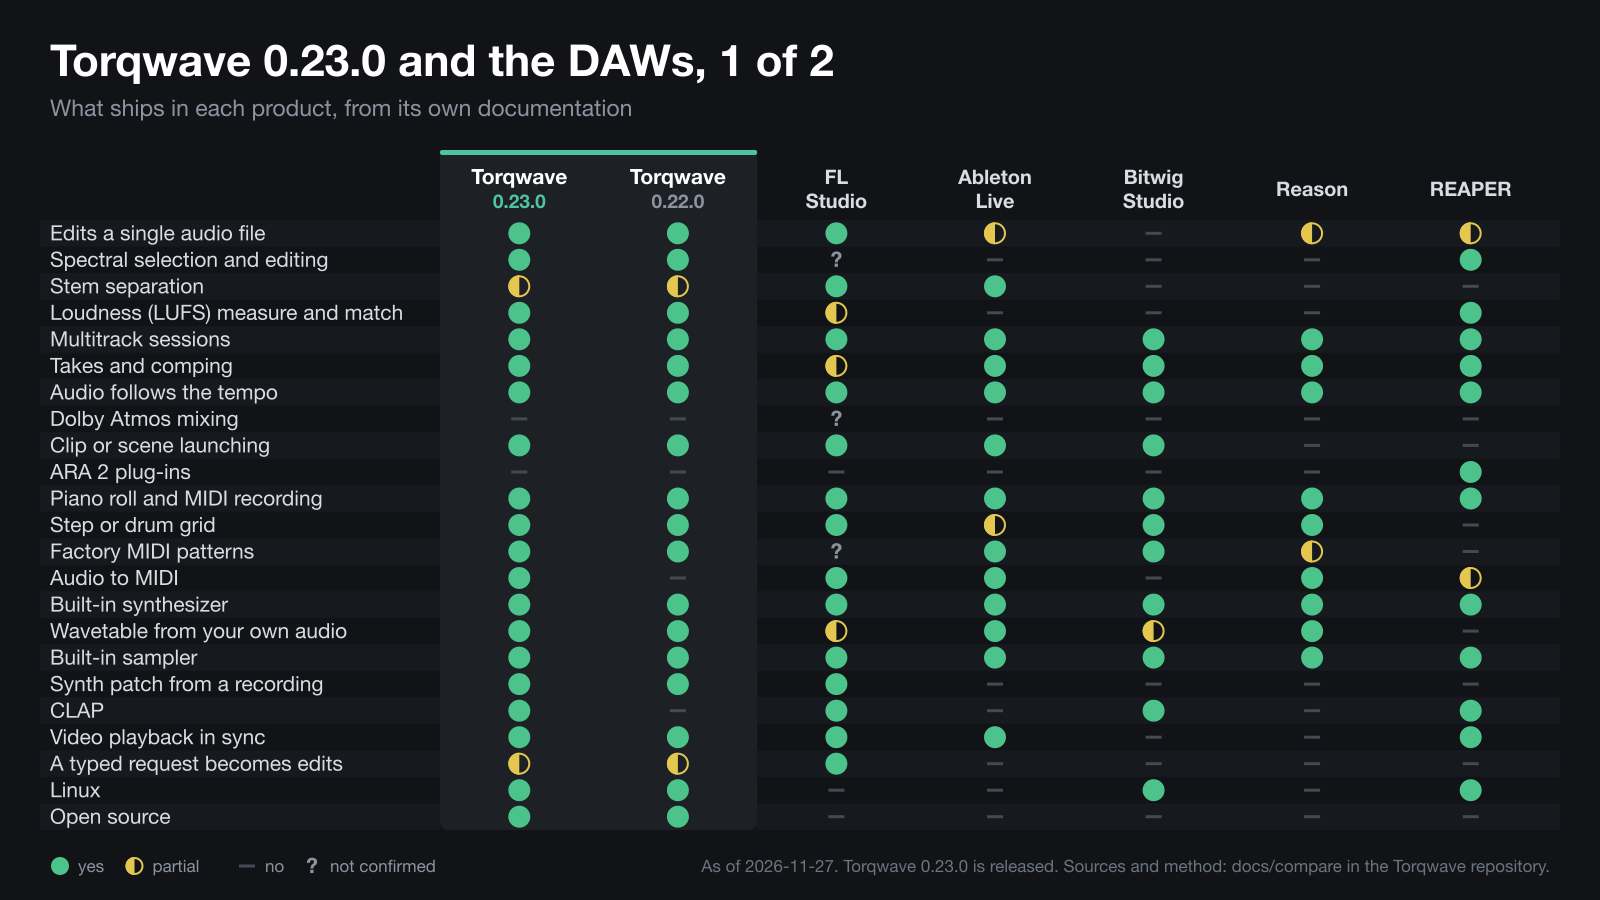 Torqwave 0.23.0 and the DAWs, 1 of 2
What ships in each product, from its own documentation
Torqwave 0.23.0
Torqwave 0.22.0
FL Studio
Ableton Live
Bitwig Studio
Reason
REAPER
Edits a single audio file
Spectral selection and editing ?
Stem separation
Loudness (LUFS) measure and match
Multitrack sessions
Takes and comping
Audio follows the tempo
Dolby Atmos mixing ?
Clip or scene launching
ARA 2 plug-ins
Piano roll and MIDI recording
Step or drum grid
Factory MIDI patterns ?
Audio to MIDI
Built-in synthesizer
Wavetable from your own audio
Built-in sampler
Synth patch from a recording
CLAP
Video playback in sync
A typed request becomes edits
Linux
Open source
yes partial — no ? not confirmed
As of 2026-11-27. Torqwave 0.23.0 is released. Sources and method: docs/compare in the Torqwave repository.